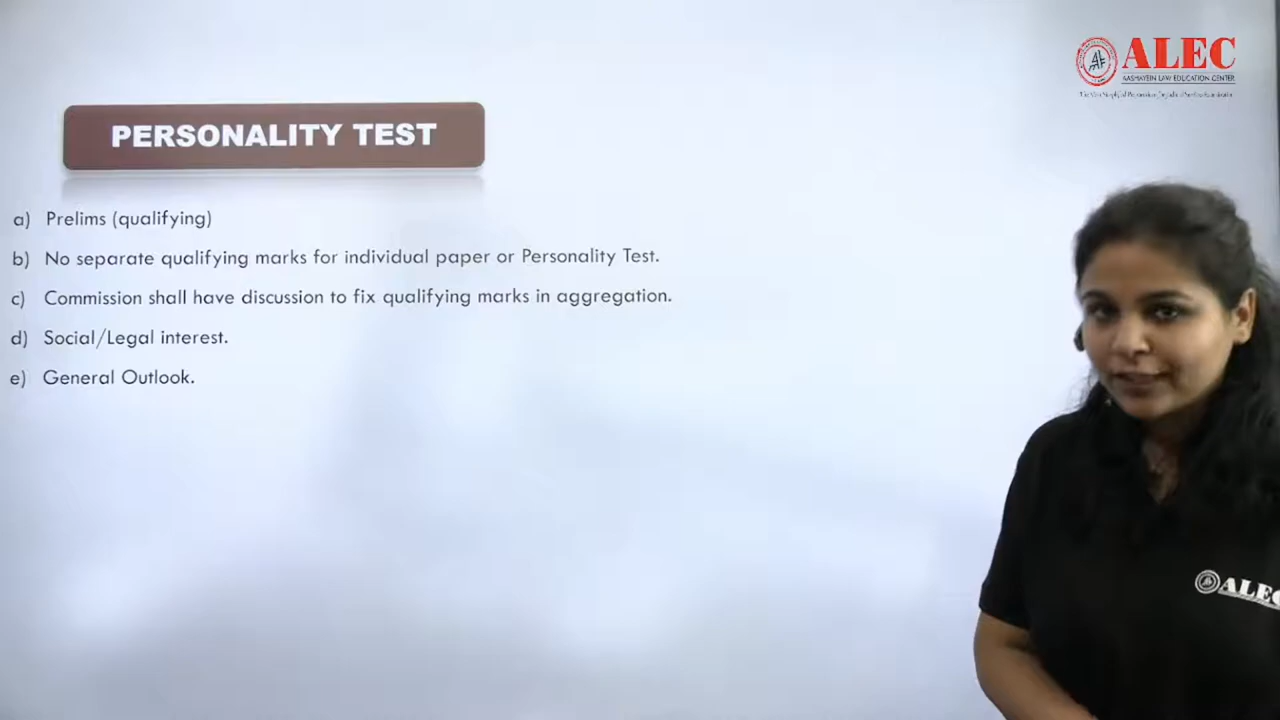 ALEC
AASHAYEIN LAW EDUCATION CENTER
PERSONALITY TEST
a) Prelims (qualifying)
b) No separate qualifying marks for individual paper or Personality Test.
c) Commission shall have discussion to fix qualifying marks in aggregation.
d) Social/Legal interest.
e) General Outlook.
ALEC